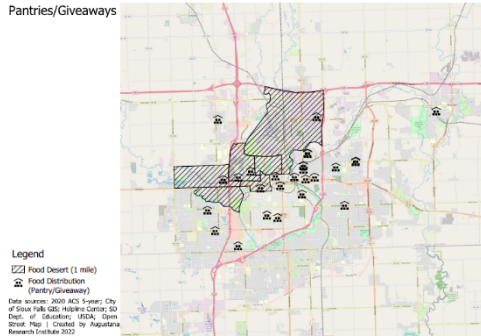 Pantries/Giveaways
Legend
Food Desert (1 mile)
Food Distribution
(Pantry/Giveaway)
Data sources: 2020 ACS 5-year; City
of Sioux Falls GIS; Helpline Center; SD
Dept. of Education; USDA; Open
Street Map | Created by Augustana
Research Institute 2022